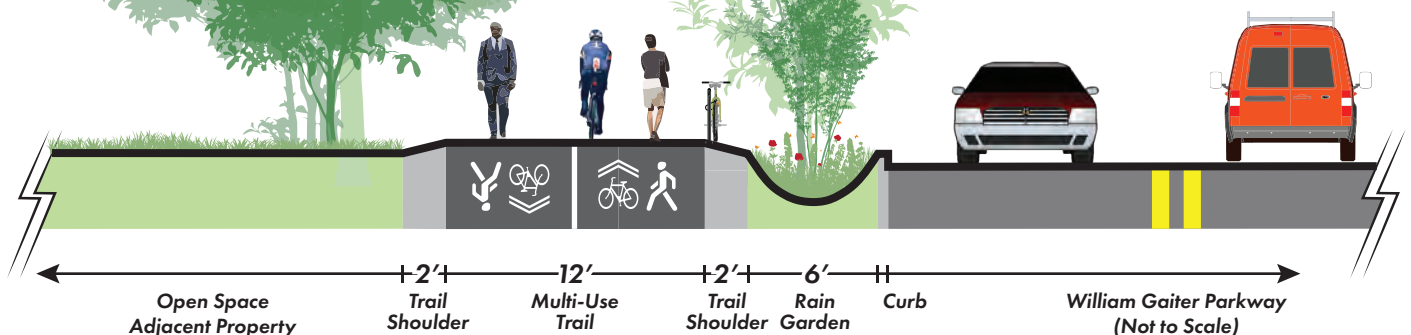 2' 12' 2' 6'
Open Space
Adjacent Property
Trail
Shoulder
Multi-Use
Trail
Trail
Shoulder
Rain
Garden
Curb
William Gaiter Parkway
(Not to Scale)